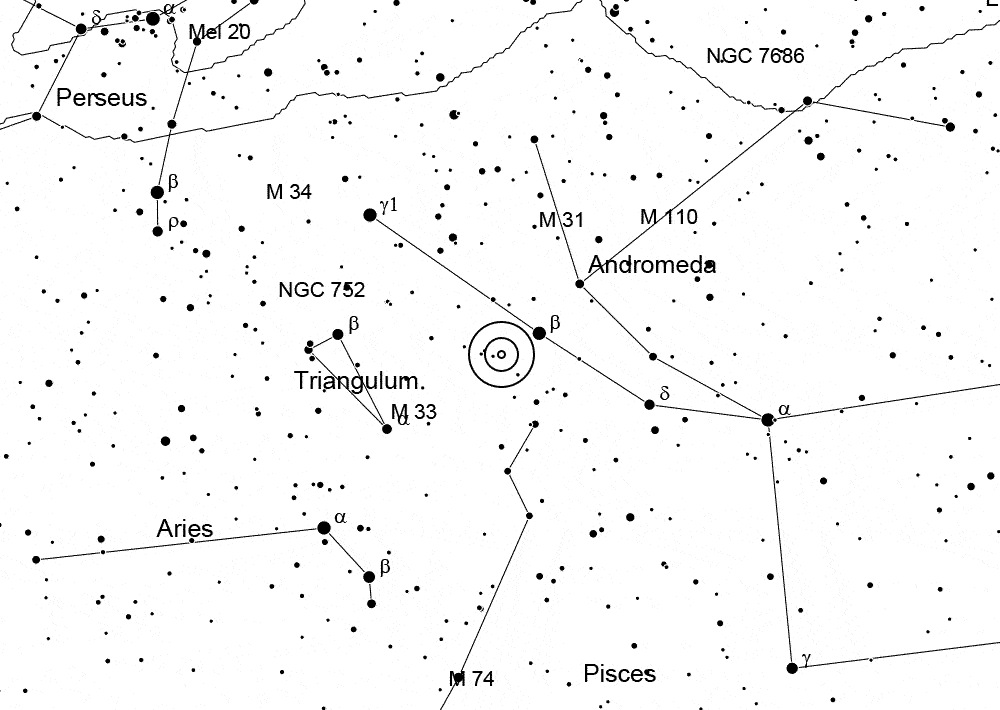 δ
α
Mel 20
NGC 7686
Perseus
β
M 34
γ1
ρ
M 31
M 110
Andromeda
NGC 752
β
β
Triangulum
δ
M 33
α
α
α
Aries
β
γ
M 74
Pisces